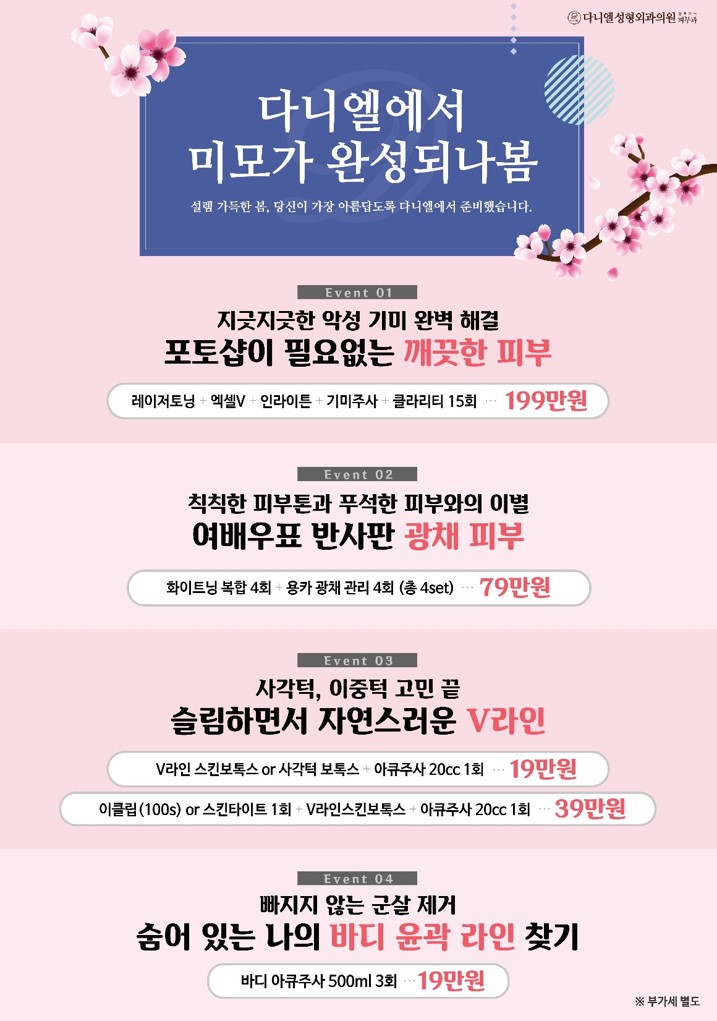 다니엘성형외과의원 피부과
다니엘에서
미모가 완성되나봄
설렘 가득한 봄, 당신이 가장 아름답도록 다니엘에서 준비했습니다.
Event 01
지긋지긋한 악성 기미 완벽 해결
포토샵이 필요없는 깨끗한 피부
레이저토닝 + 엑셀V + 인라이튼 + 기미주사 + 클라리티 15회 ··· 199만원
Event 02
칙칙한 피부톤과 푸석한 피부와의 이별
여배우표 반사판 광채 피부
화이트닝 복합 4회 + 용카 광채 관리 4회 (총 4set) ··· 79만원
Event 03
사각턱, 이중턱 고민 끝
슬림하면서 자연스러운 V라인
V라인 스킨보톡스 or 사각턱 보톡스 + 아큐주사 20cc 1회 ··· 19만원
이클립(100s) or 스킨타이트 1회 + V라인스킨보톡스 + 아큐주사 20cc 1회 ··· 39만원
Event 04
빠지지 않는 군살 제거
숨어 있는 나의 바디 윤곽 라인 찾기
바디 아큐주사 500ml 3회 ··· 19만원
※ 부가세 별도